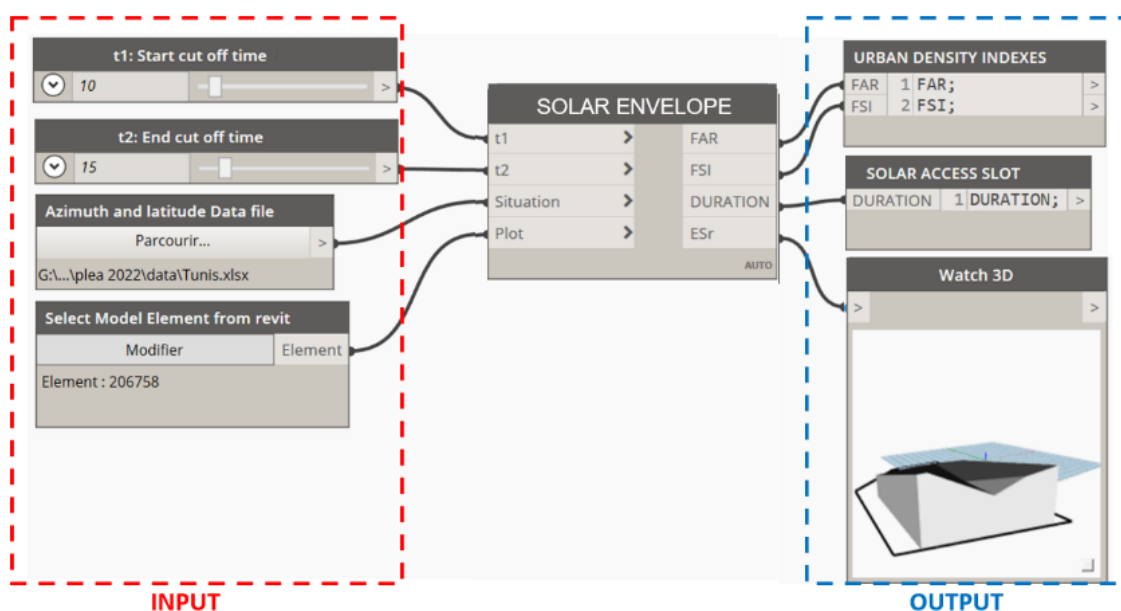 t1: Start cut off time
10
>
t2: End cut off time
15
>
Azimuth and latitude Data file
Parcourir...
>
G:\...\plea 2022\data\Tunis.xlsx
Select Model Element from revit
Modifier
Element
Element : 206758
INPUT
SOLAR ENVELOPE
t1 > FAR
t2 > FSI
Situation > DURATION
Plot > ESr
AUTO
URBAN DENSITY INDEXES
FAR 1 FAR; >
FSI 2 FSI; >
SOLAR ACCESS SLOT
DURATION 1 DURATION; >
Watch 3D
> >
OUTPUT